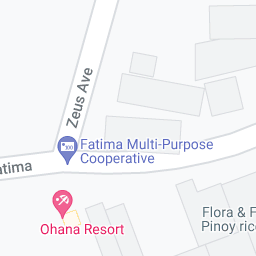 Zeus Ave
Fatima Multi-Purpose
Cooperative
atima
Flora & F
Pinoy ric
Ohana Resort